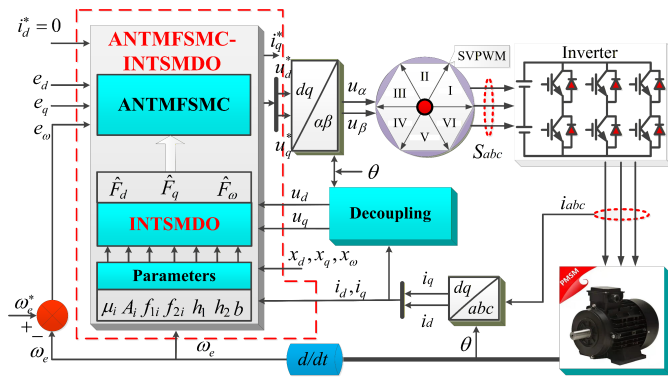 i_d^* = 0
ANTMFSMC-
INTSMDO
i_q^*
u_d^*
u_q^*
e_d
e_q
e_ω
ANTMFSMC
dq
αβ
u_α
u_β
SVPWM
I
II
III
IV
V
VI
S_abc
Inverter
F̂_d F̂_q F̂_ω
INTSMDO
u_d
u_q
θ
Decoupling
i_abc
Parameters
x_d, x_q, x_ω
μ_i A_i f_1i f_2i h_1 h_2 b
i_d, i_q
i_q
i_d
dq
abc
PMSM
ω_e^*
+
−
ω_e
ω_e
d/dt
θ